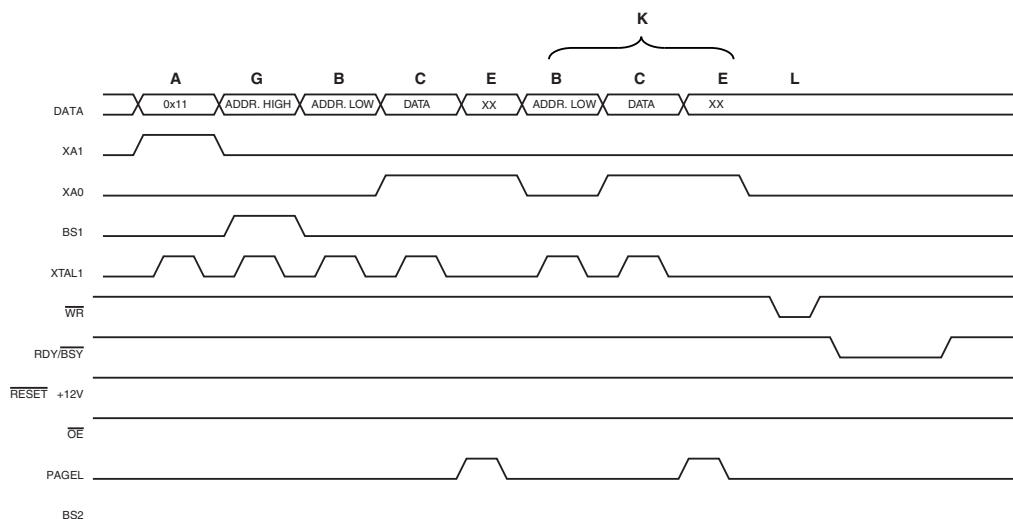 K
A G B C E B C E L
DATA 0x11 ADDR. HIGH ADDR. LOW DATA XX ADDR. LOW DATA XX
XA1
XA0
BS1
XTAL1
WR
RDY/BSY
RESET +12V
OE
PAGEL
BS2